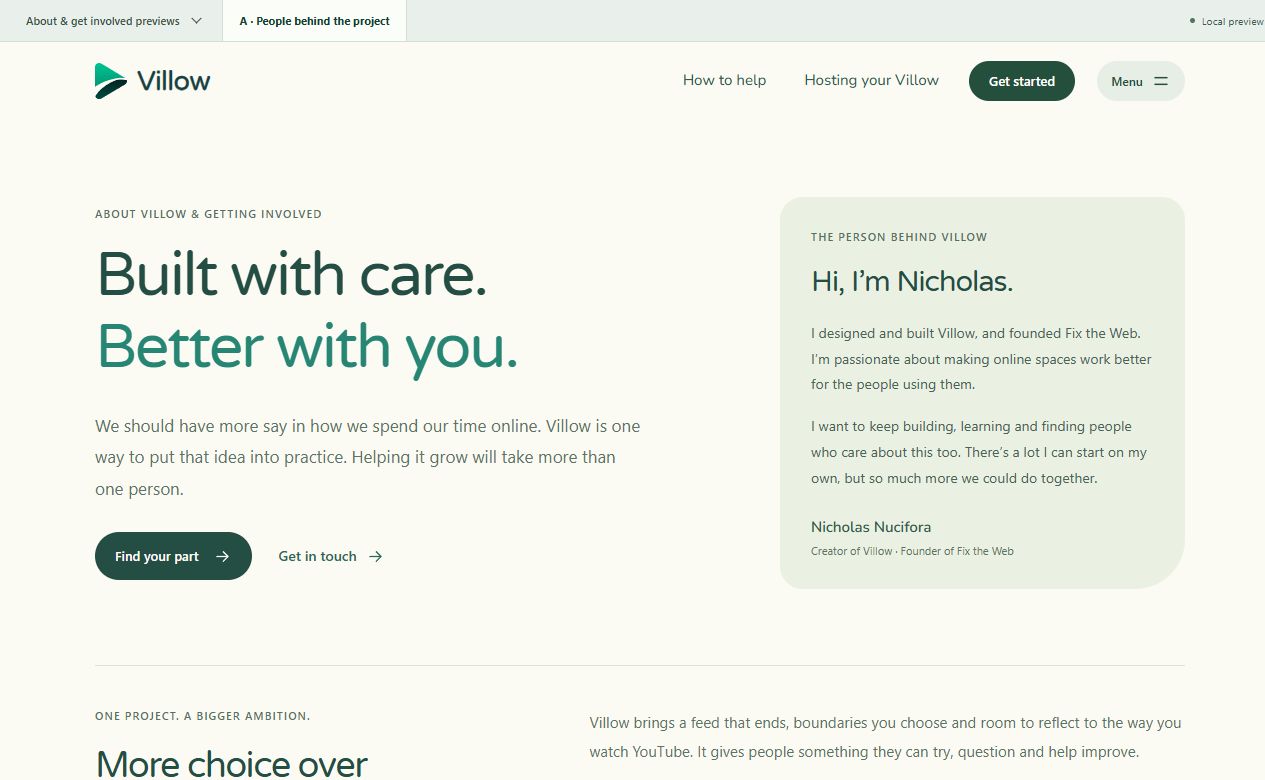 About & get involved previews
A · People behind the project
Local preview
Villow
How to help
Hosting your Villow
Get started
Menu
ABOUT VILLOW & GETTING INVOLVED
Built with care.
Better with you.
We should have more say in how we spend our time online. Villow is one
way to put that idea into practice. Helping it grow will take more than
one person.
Find your part
Get in touch
THE PERSON BEHIND VILLOW
Hi, I’m Nicholas.
I designed and built Villow, and founded Fix the Web.
I’m passionate about making online spaces work better
for the people using them.
I want to keep building, learning and finding people
who care about this too. There’s a lot I can start on my
own, but so much more we could do together.
Nicholas Nucifora
Creator of Villow · Founder of Fix the Web
ONE PROJECT. A BIGGER AMBITION.
More choice over
Villow brings a feed that ends, boundaries you choose and room to reflect to the way you
watch YouTube. It gives people something they can try, question and help improve.